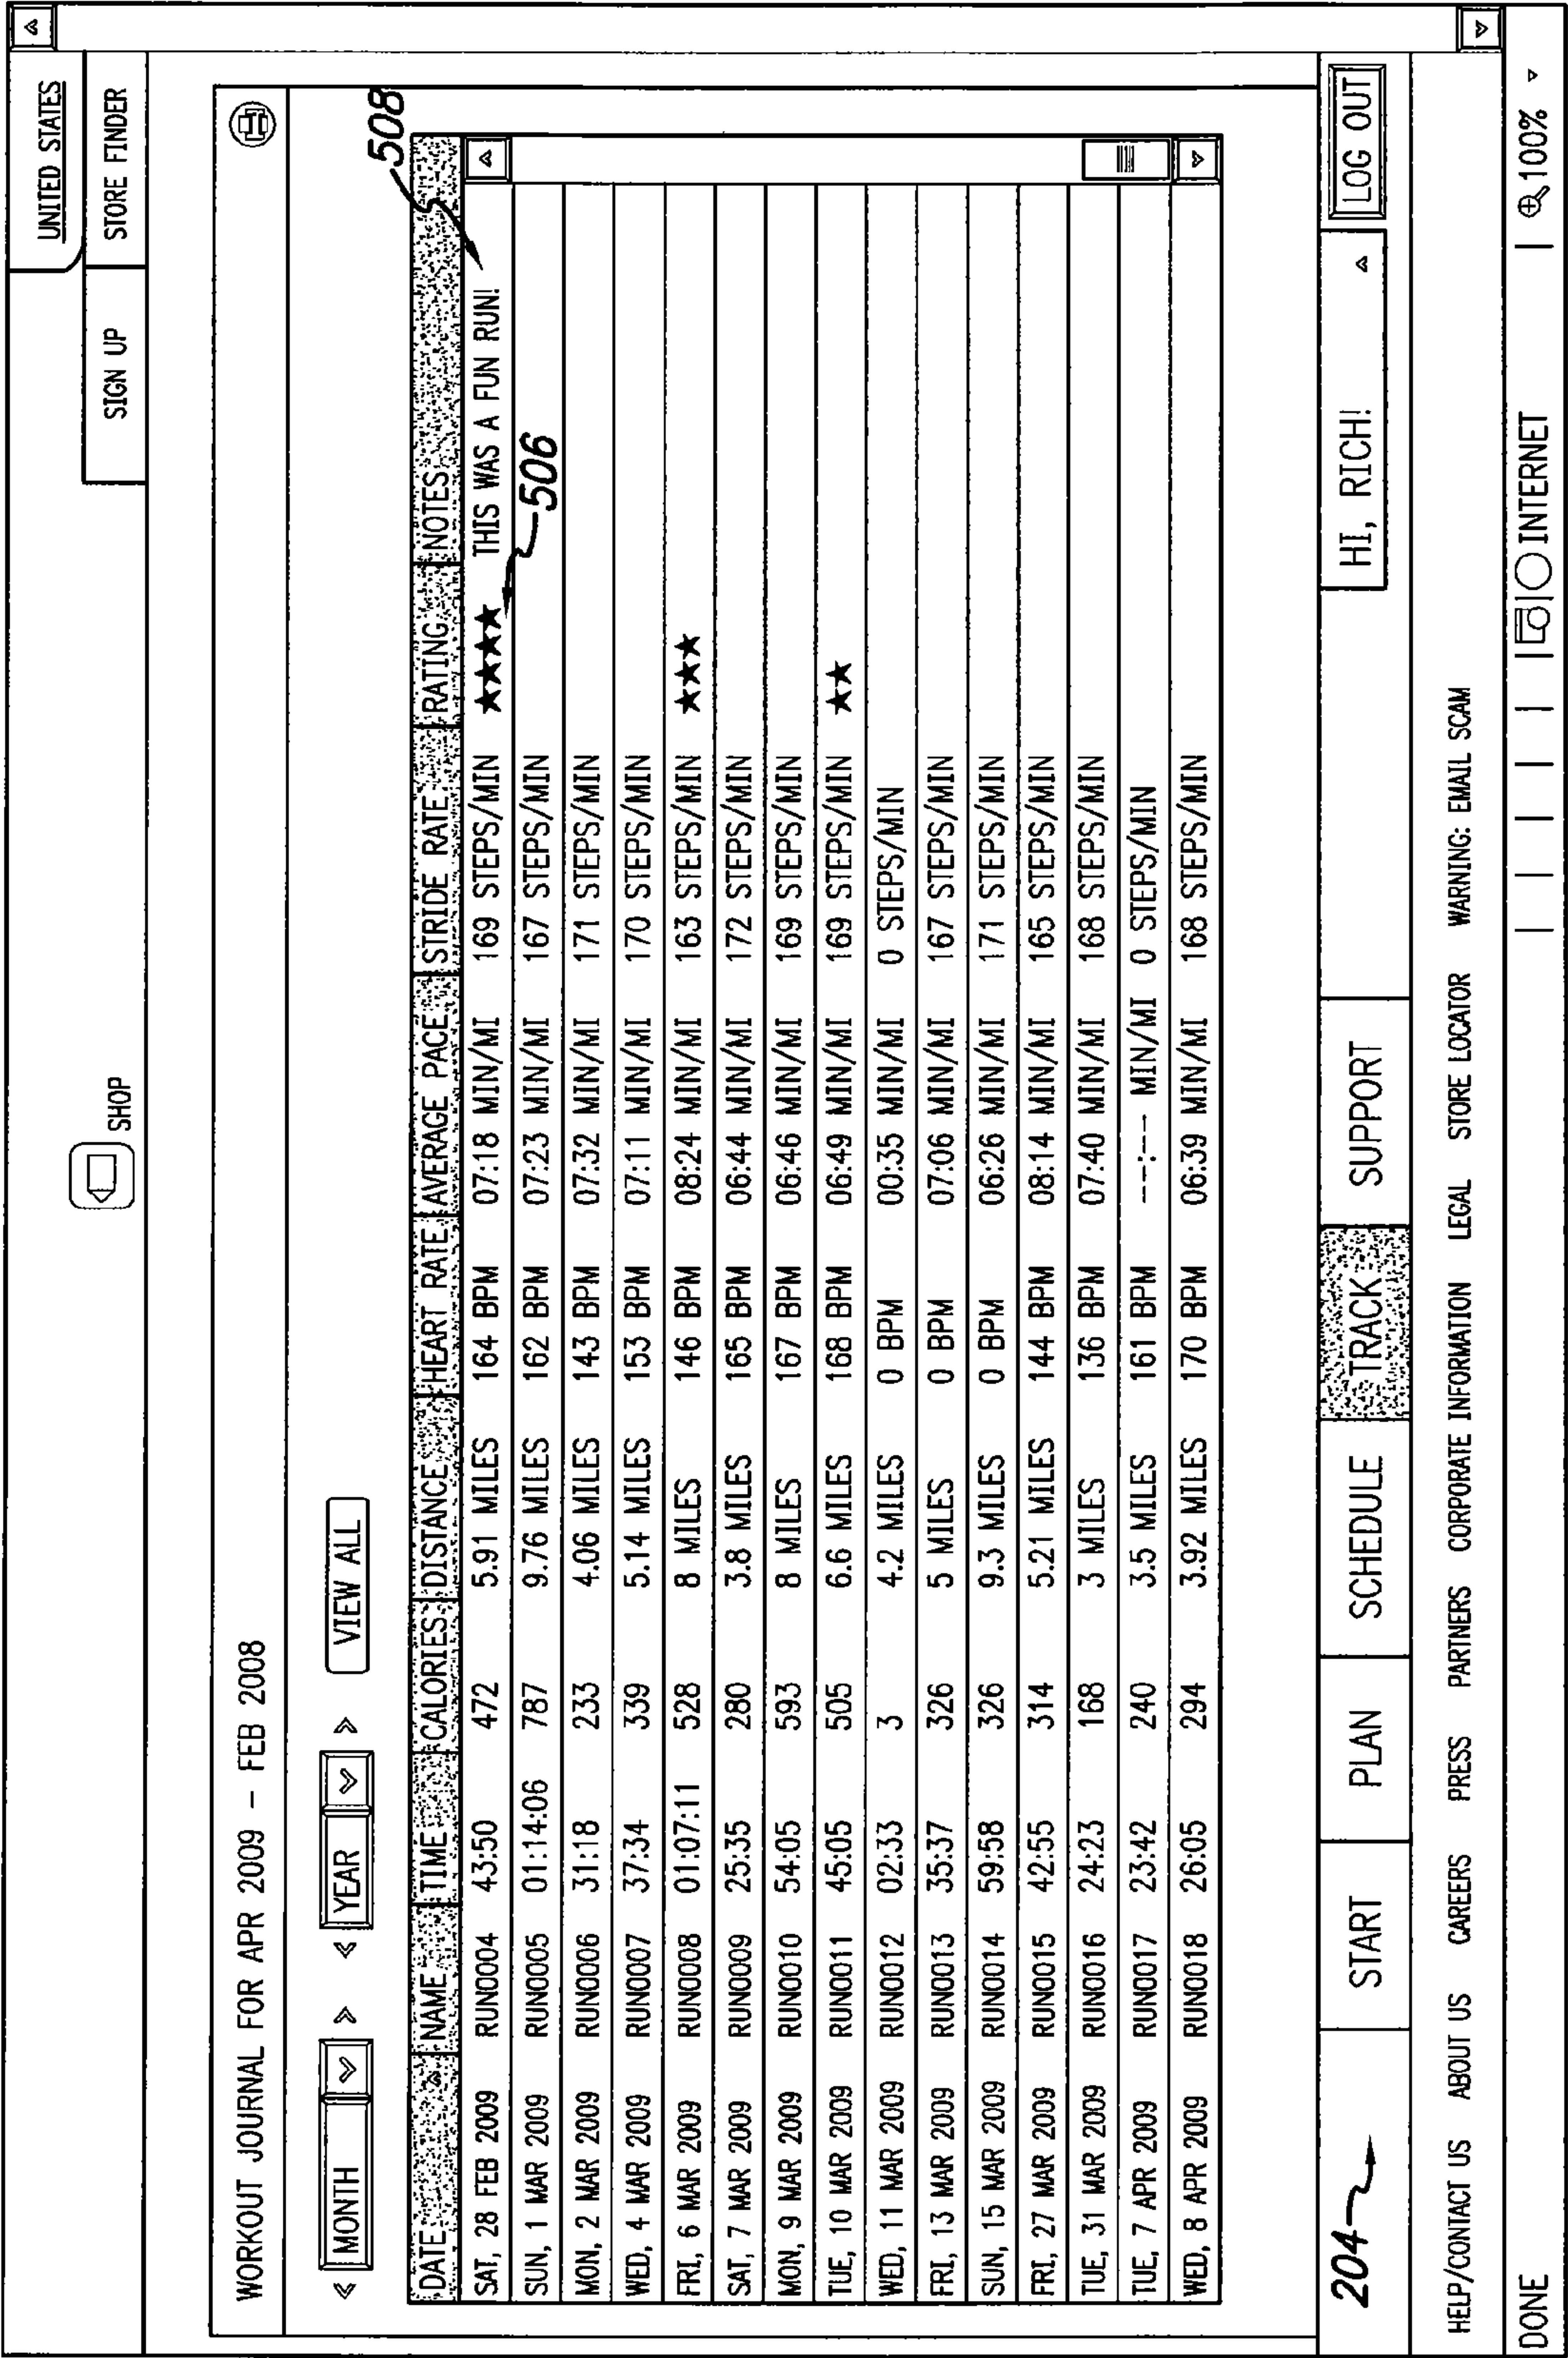 UNITED STATES
SHOP SIGN UP STORE FINDER
WORKOUT JOURNAL FOR APR 2009 - FEB 2008
« MONTH » « YEAR » VIEW ALL
508
DATE NAME TIME CALORIES DISTANCE HEART RATE AVERAGE PACE STRIDE RATE RATING NOTES
SAT, 28 FEB 2009 RUN0004 43:50 472 5.91 MILES 164 BPM 07:18 MIN/MI 169 STEPS/MIN ★★★★ THIS WAS A FUN RUN!
506
SUN, 1 MAR 2009 RUN0005 01:14:06 787 9.76 MILES 162 BPM 07:23 MIN/MI 167 STEPS/MIN
MON, 2 MAR 2009 RUN0006 31:18 233 4.06 MILES 143 BPM 07:32 MIN/MI 171 STEPS/MIN
WED, 4 MAR 2009 RUN0007 37:34 339 5.14 MILES 153 BPM 07:11 MIN/MI 170 STEPS/MIN
FRI, 6 MAR 2009 RUN0008 01:07:11 528 8 MILES 146 BPM 08:24 MIN/MI 163 STEPS/MIN ★★★
SAT, 7 MAR 2009 RUN0009 25:35 280 3.8 MILES 165 BPM 06:44 MIN/MI 172 STEPS/MIN
MON, 9 MAR 2009 RUN0010 54:05 593 8 MILES 167 BPM 06:46 MIN/MI 169 STEPS/MIN
TUE, 10 MAR 2009 RUN0011 45:05 505 6.6 MILES 168 BPM 06:49 MIN/MI 169 STEPS/MIN ★★
WED, 11 MAR 2009 RUN0012 02:33 3 4.2 MILES 0 BPM 00:35 MIN/MI 0 STEPS/MIN
FRI, 13 MAR 2009 RUN0013 35:37 326 5 MILES 0 BPM 07:06 MIN/MI 167 STEPS/MIN
SUN, 15 MAR 2009 RUN0014 59:58 326 9.3 MILES 0 BPM 06:26 MIN/MI 171 STEPS/MIN
FRI, 27 MAR 2009 RUN0015 42:55 314 5.21 MILES 144 BPM 08:14 MIN/MI 165 STEPS/MIN
TUE, 31 MAR 2009 RUN0016 24:23 168 3 MILES 136 BPM 07:40 MIN/MI 168 STEPS/MIN
TUE, 7 APR 2009 RUN0017 23:42 240 3.5 MILES 161 BPM --:-- MIN/MI 0 STEPS/MIN
WED, 8 APR 2009 RUN0018 26:05 294 3.92 MILES 170 BPM 06:39 MIN/MI 168 STEPS/MIN
204 START PLAN SCHEDULE TRACK SUPPORT HI, RICH! LOG OUT
HELP/CONTACT US ABOUT US CAREERS PRESS PARTNERS CORPORATE INFORMATION LEGAL STORE LOCATOR WARNING: EMAIL SCAM
DONE INTERNET 100%